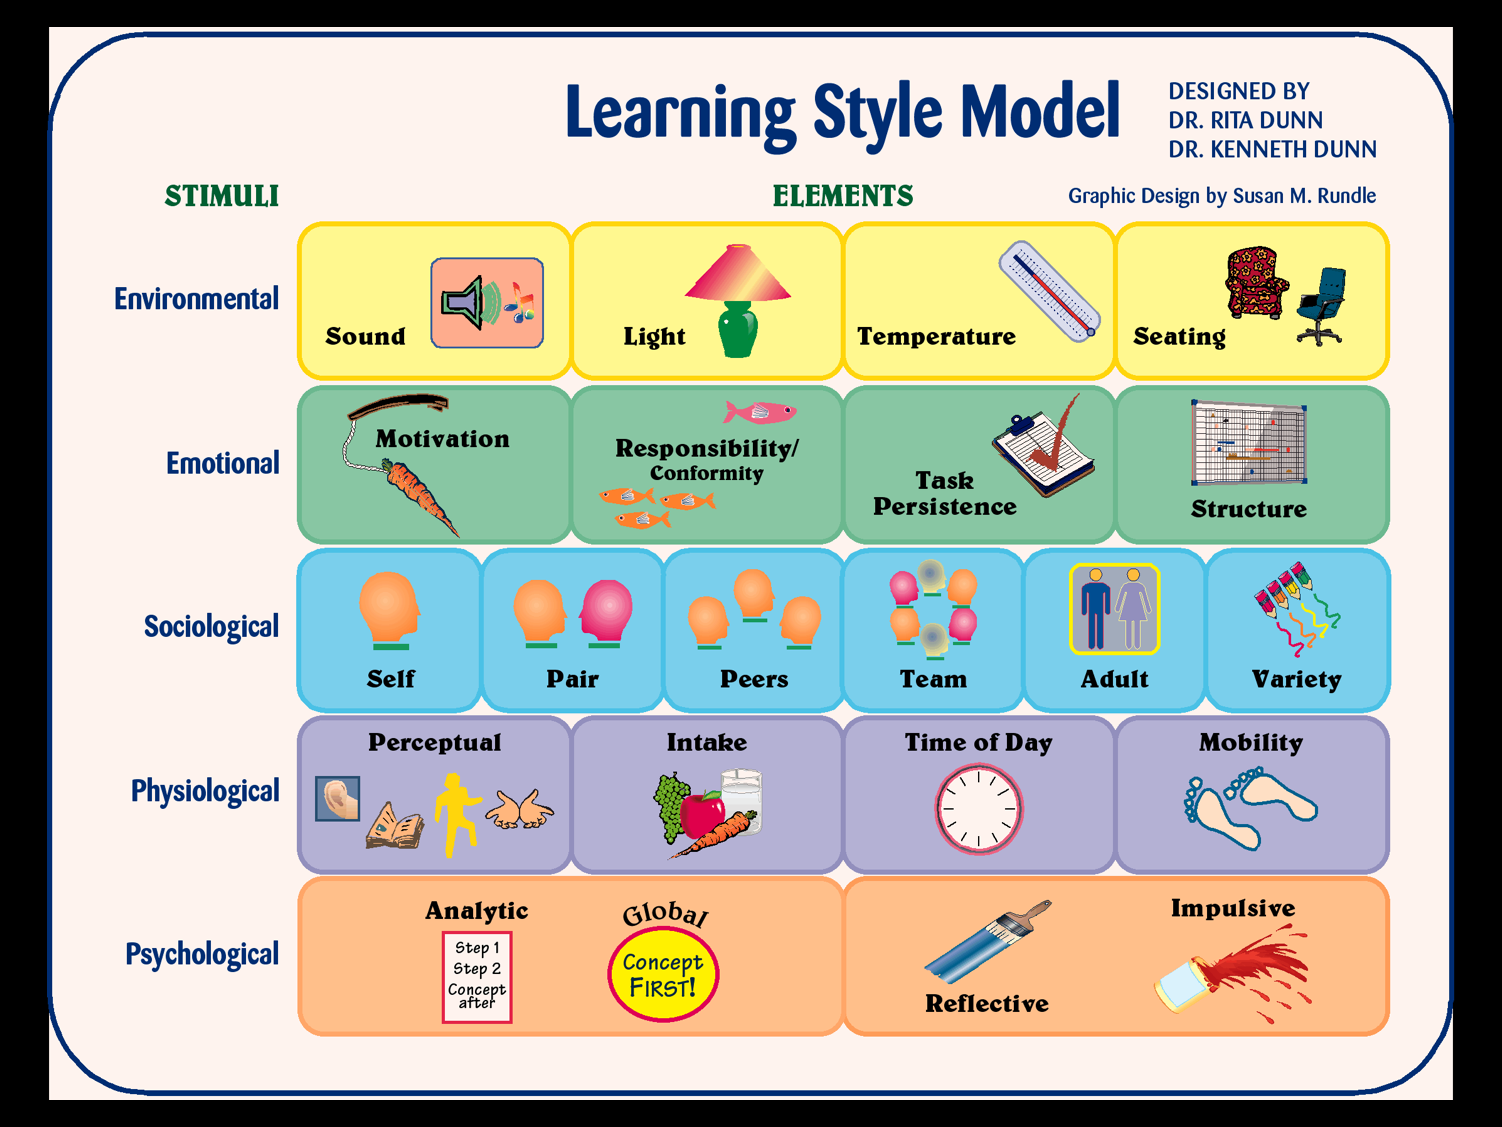 Learning Style Model
DESIGNED BY
DR. RITA DUNN
DR. KENNETH DUNN
STIMULI
ELEMENTS
Graphic Design by Susan M. Rundle
Environmental
Sound
Light
Temperature
Seating
Emotional
Motivation
Responsibility/
Conformity
Task
Persistence
Structure
Sociological
Self
Pair
Peers
Team
Adult
Variety
Physiological
Perceptual
Intake
Time of Day
Mobility
Psychological
Analytic
Step 1
Step 2
Concept
after
Global
Concept
FIRST!
Reflective
Impulsive